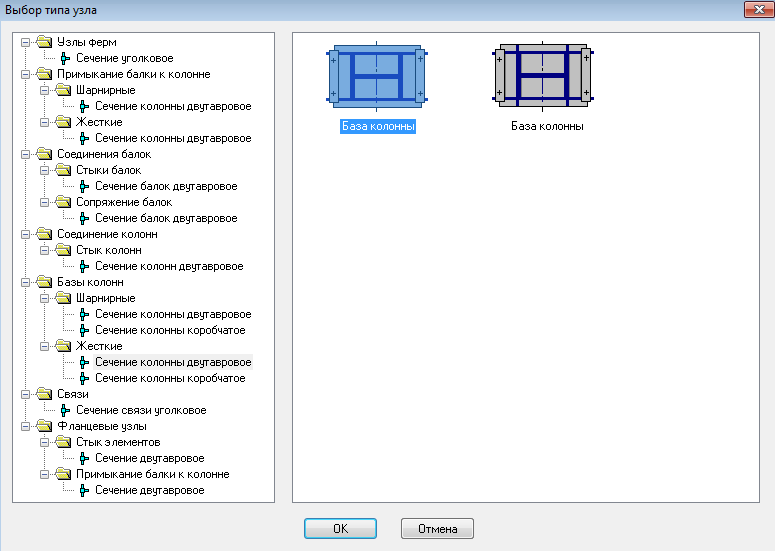 Выбор типа узла
Узлы ферм
Сечение уголковое
Примыкание балки к колонне
Шарнирные
Сечение колонны двутавровое
Жесткие
Сечение колонны двутавровое
Соединения балок
Стыки балок
Сечение балок двутавровое
Сопряжение балок
Сечение балок двутавровое
Соединение колонн
Стык колонн
Сечение колонн двутавровое
Базы колонн
Шарнирные
Сечение колонны двутавровое
Сечение колонны коробчатое
Жесткие
Сечение колонны двутавровое
Сечение колонны коробчатое
Связи
Сечение связи уголковое
Фланцевые узлы
Стык элементов
Сечение двутавровое
Примыкание балки к колонне
Сечение двутавровое
База колонны
База колонны
OK
Отмена